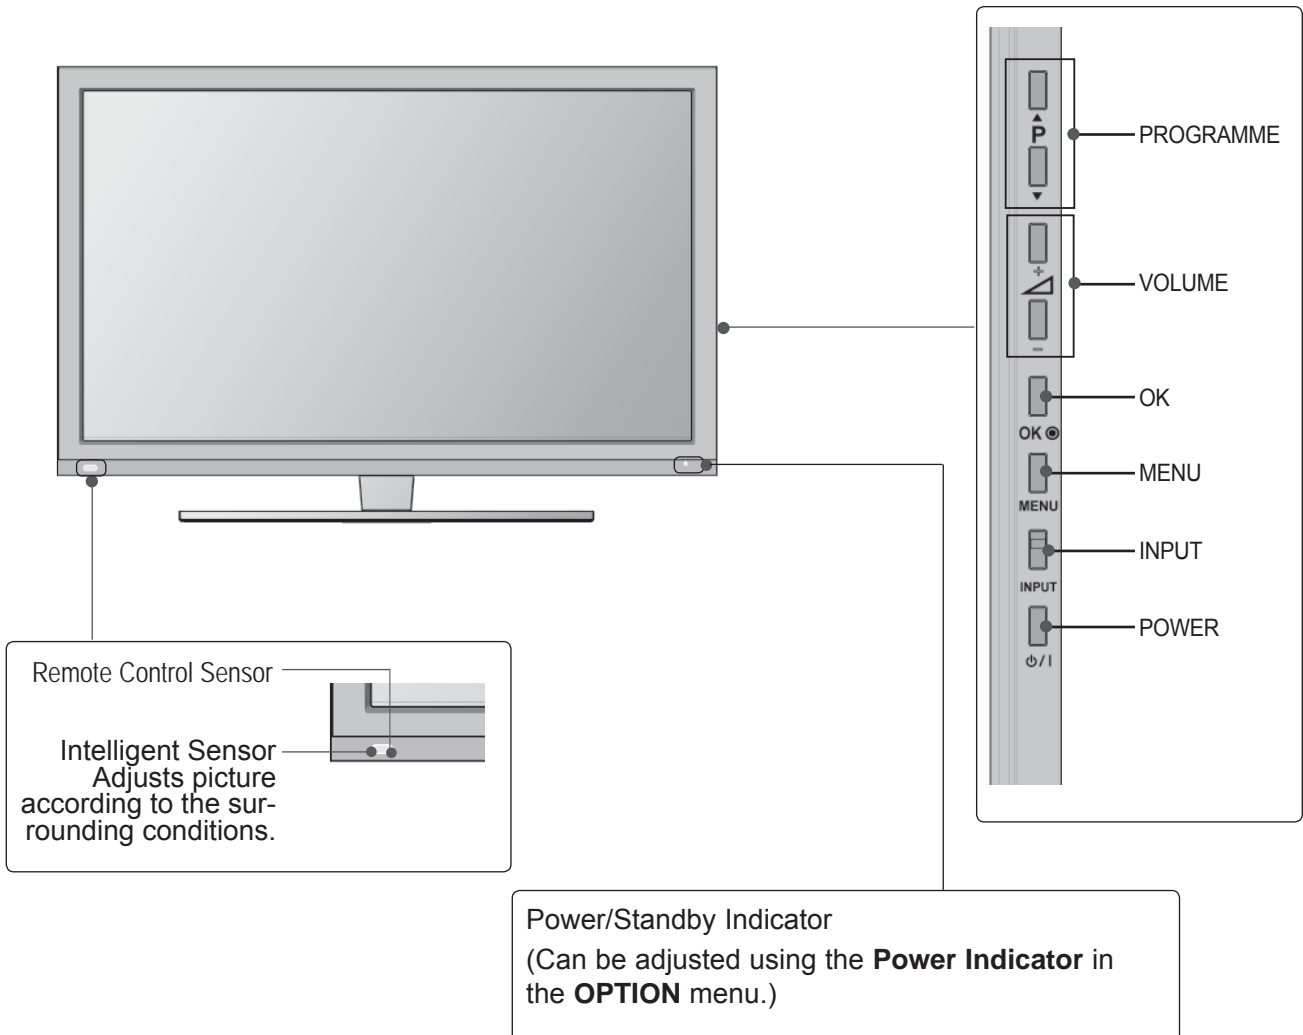 ▲
P
▼
PROGRAMME
+
-
VOLUME
OK
OK
MENU
MENU
INPUT
INPUT
POWER
⏻/I
Remote Control Sensor
Intelligent Sensor
Adjusts picture
according to the sur-
rounding conditions.
Power/Standby Indicator
(Can be adjusted using the Power Indicator in
the OPTION menu.)